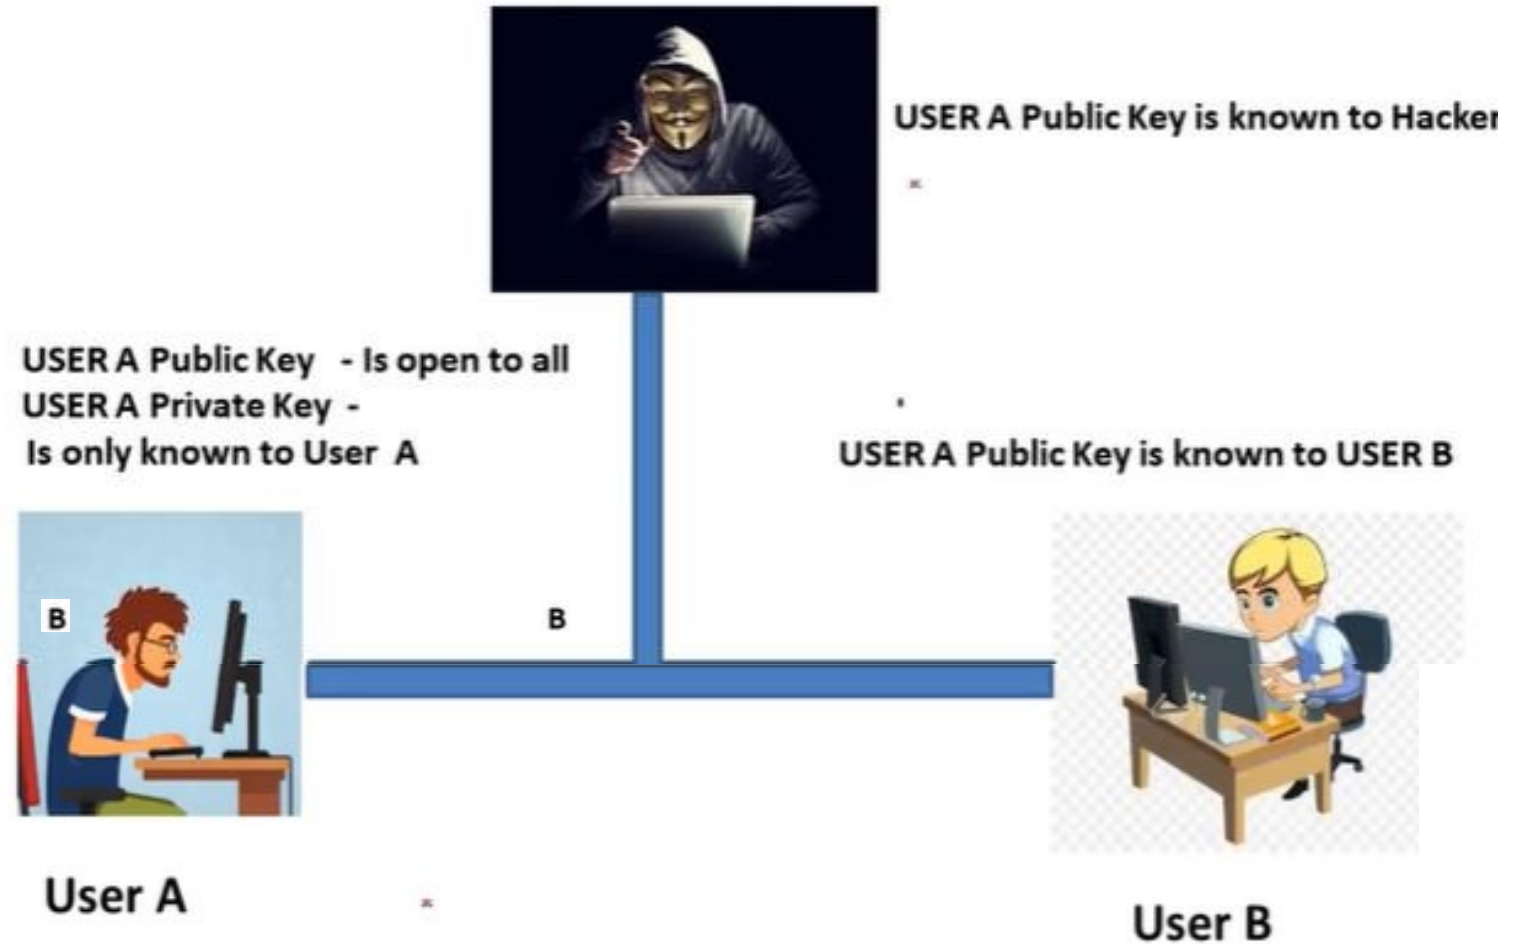 USER A Public Key is known to Hacker
USER A Public Key - Is open to all
USER A Private Key -
Is only known to User A
USER A Public Key is known to USER B
B
B
User A
User B